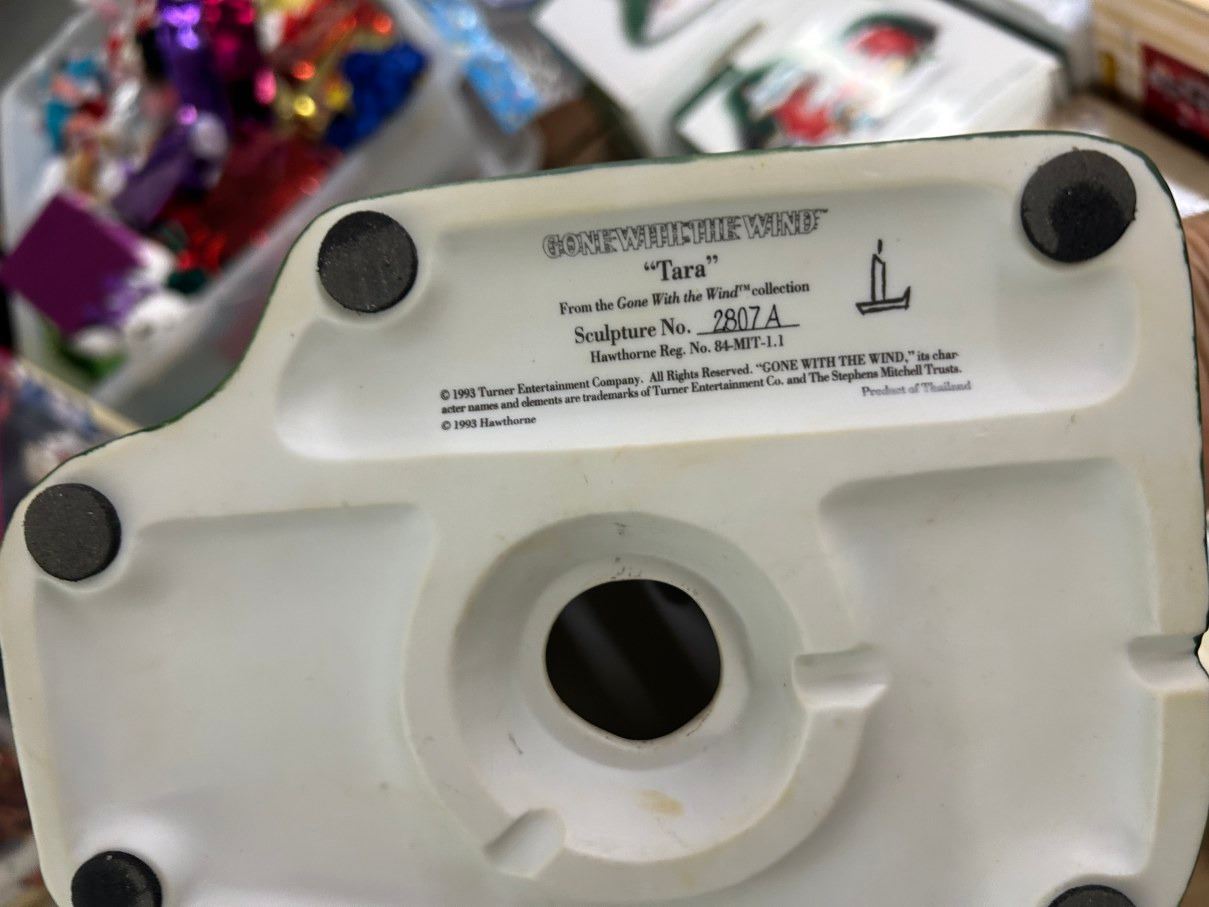 GONE WITH THE WIND™
“Tara”
From the Gone With the Wind™ collection
Sculpture No. 2807A
Hawthorne Reg. No. 84-MIT-1.1
© 1993 Turner Entertainment Company. All Rights Reserved. “GONE WITH THE WIND,” its char-
acter names and elements are trademarks of Turner Entertainment Co. and The Stephens Mitchell Trusts.
Product of Thailand
© 1993 Hawthorne